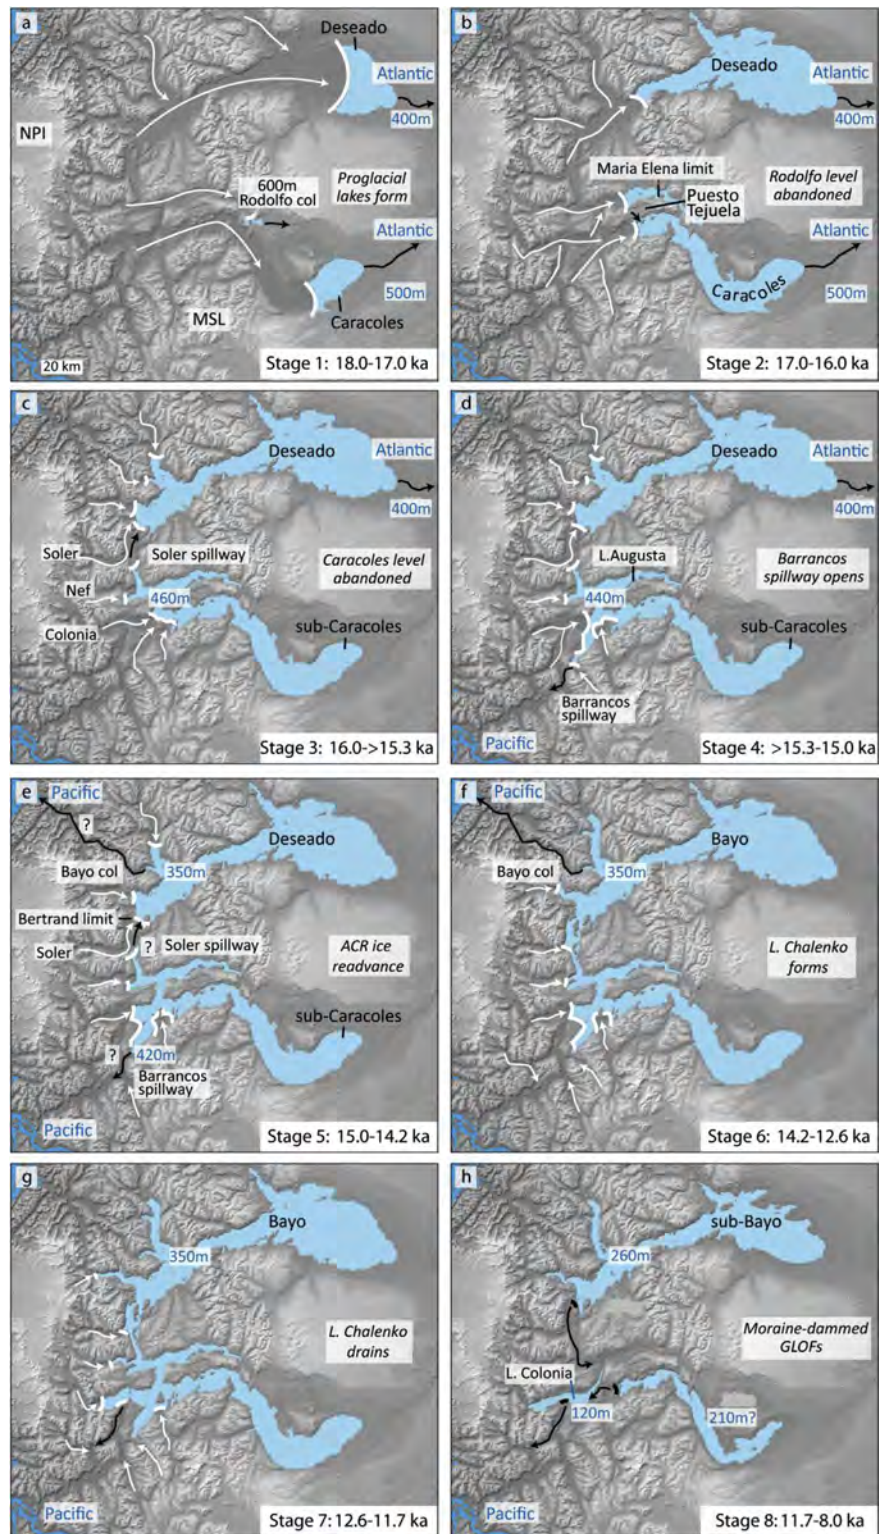 a
Deseado
Atlantic
400m
NPI
600m
Rodolfo col
Proglacial
lakes form
Atlantic
500m
MSL
Caracoles
20 km
Stage 1: 18.0-17.0 ka
b
Deseado
Atlantic
400m
Maria Elena limit
Rodolfo level
abandoned
Puesto
Tejuela
Atlantic
Caracoles
500m
Stage 2: 17.0-16.0 ka
c
Deseado
Atlantic
400m
Soler
Soler spillway
Caracoles level
abandoned
Nef
460m
Colonia
sub-Caracoles
Stage 3: 16.0->15.3 ka
d
Deseado
Atlantic
400m
L.Augusta
Barrancos
spillway opens
440m
sub-Caracoles
Barrancos
spillway
Pacific
Stage 4: >15.3-15.0 ka
e
Pacific
?
Deseado
Bayo col
350m
Bertrand limit
Soler
?
Soler spillway
ACR ice
readvance
sub-Caracoles
?
420m
Barrancos
spillway
Pacific
Stage 5: 15.0-14.2 ka
f
Pacific
Bayo
Bayo col
350m
L. Chalenko
forms
Stage 6: 14.2-12.6 ka
g
Bayo
350m
L. Chalenko
drains
Pacific
Stage 7: 12.6-11.7 ka
h
sub-Bayo
260m
Moraine-dammed
GLOFs
L. Colonia
120m
210m?
Pacific
Stage 8: 11.7-8.0 ka